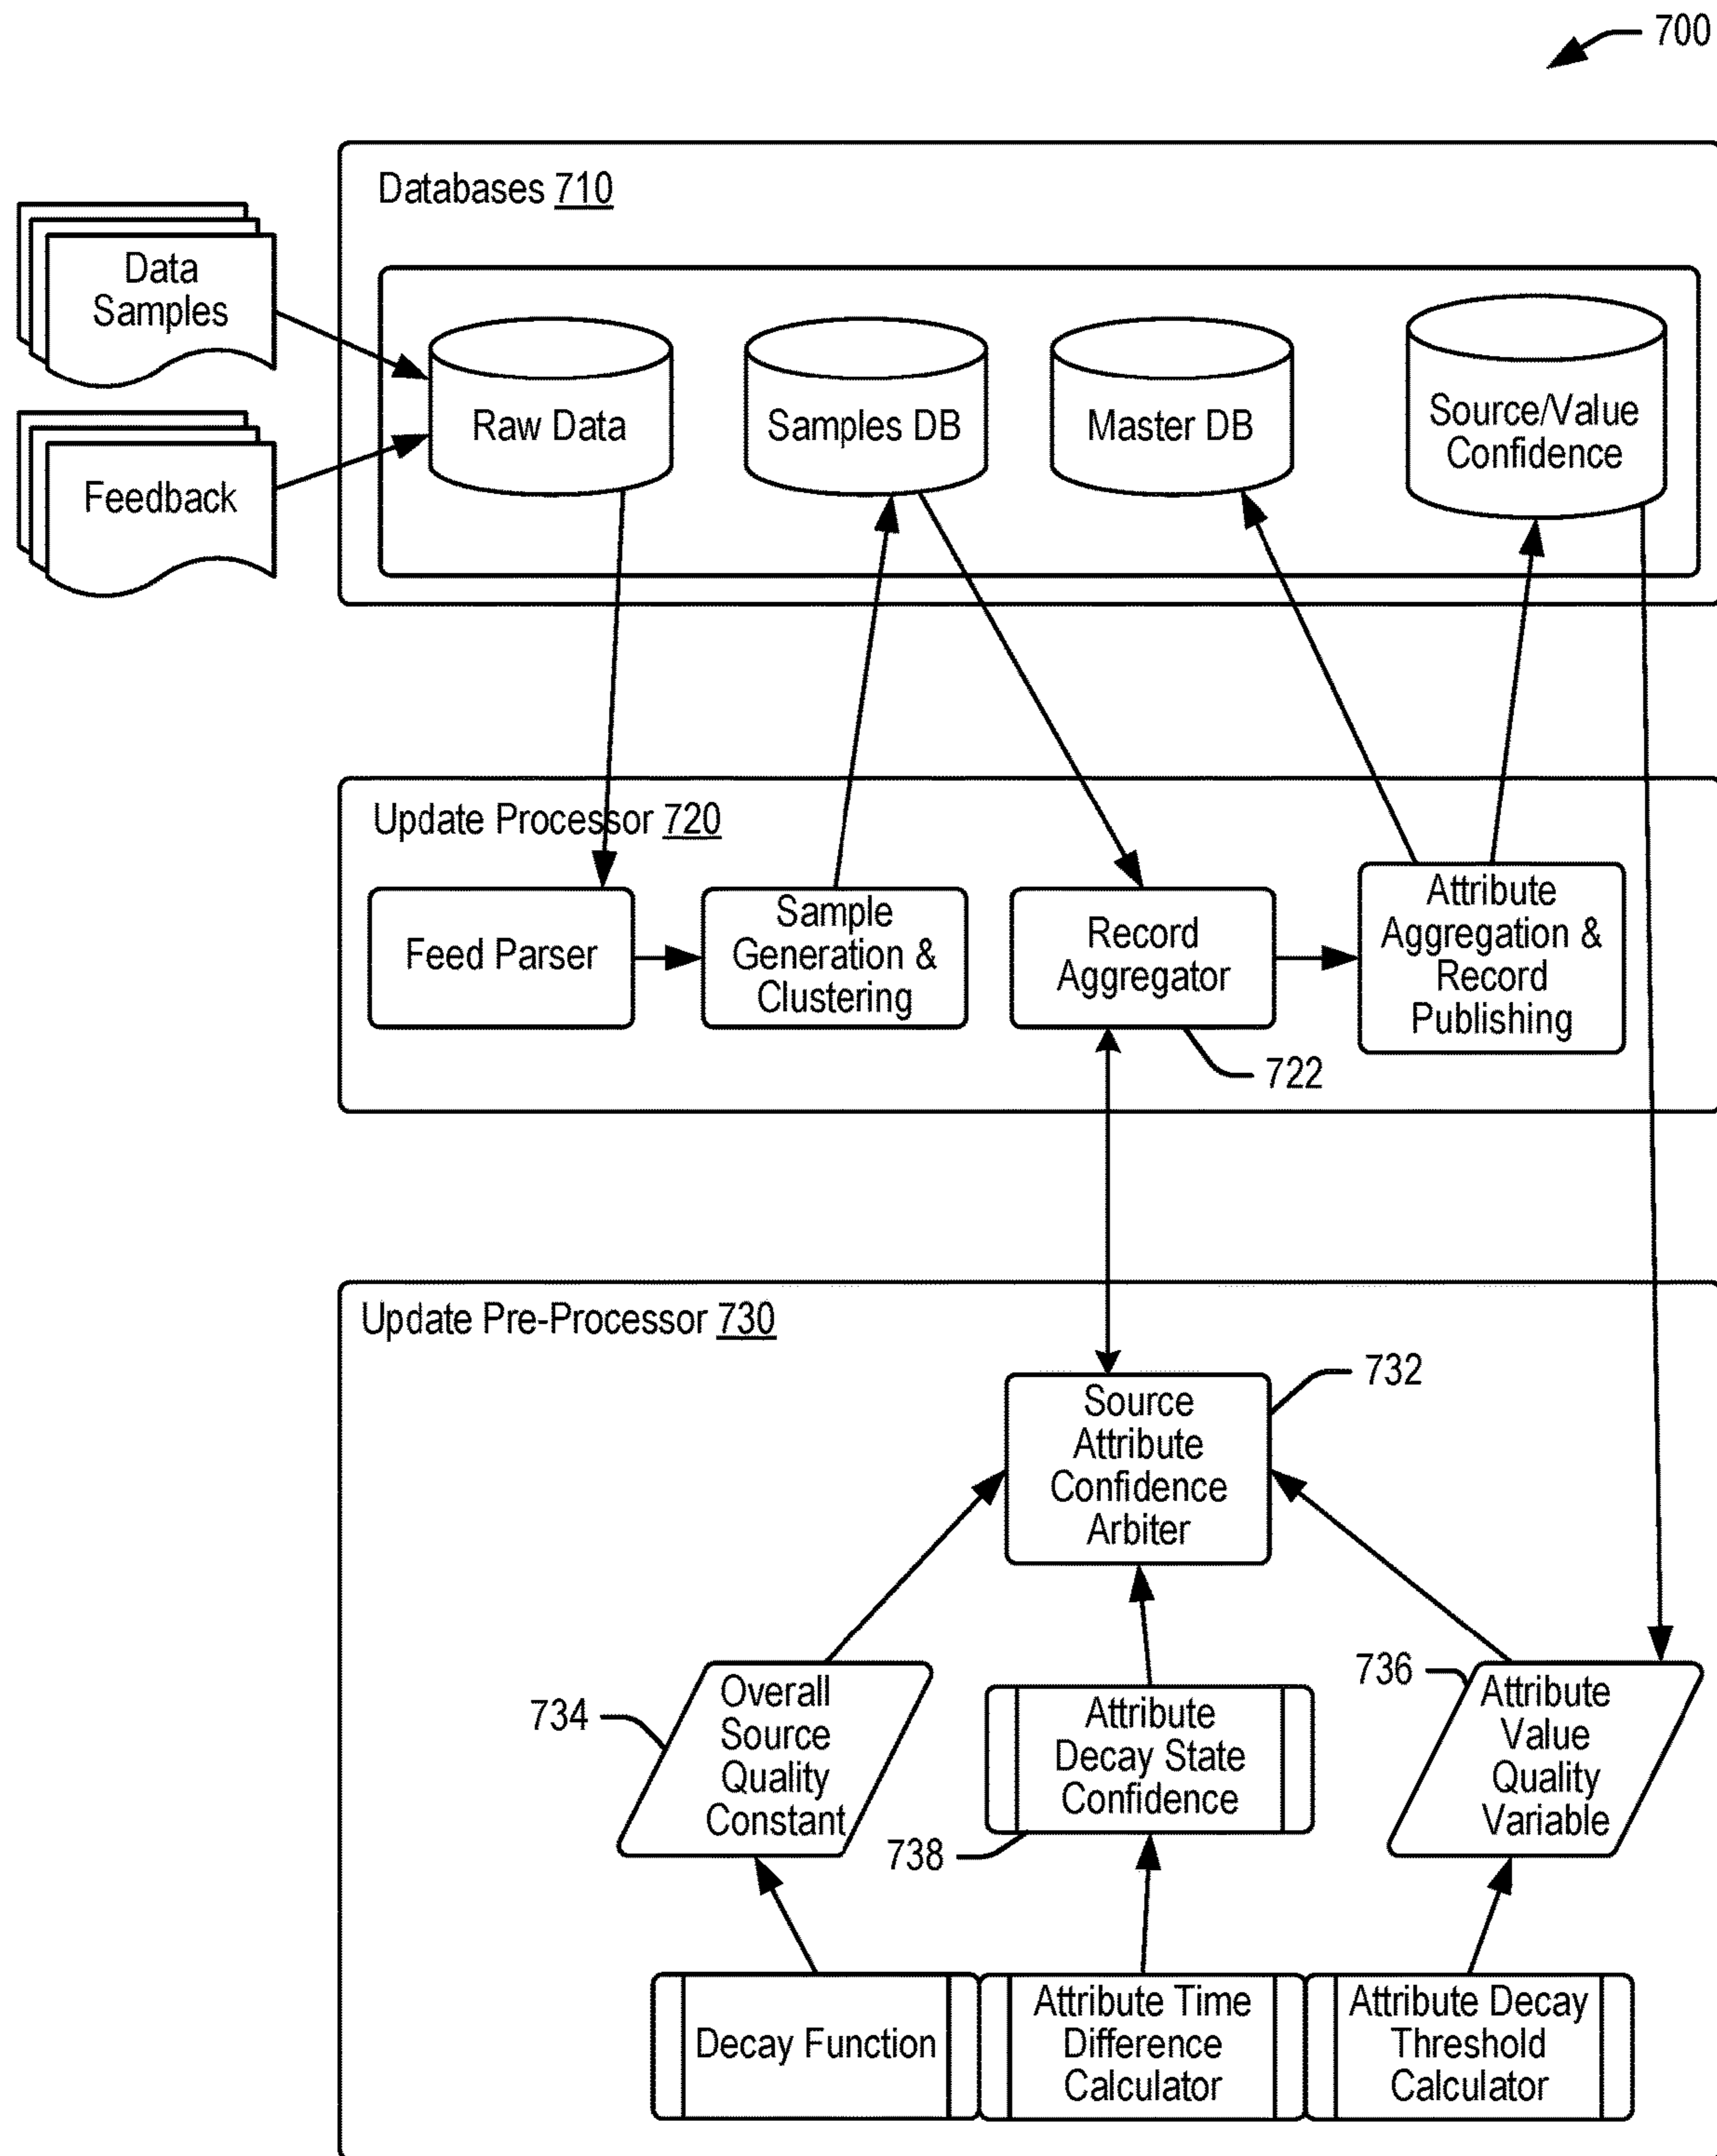 700
Databases 710
Data
Samples
Feedback
Raw Data
Samples DB
Master DB
Source/Value
Confidence
Update Processor 720
Feed Parser
Sample
Generation &
Clustering
Record
Aggregator
722
Attribute
Aggregation &
Record
Publishing
Update Pre-Processor 730
Source
Attribute
Confidence
Arbiter
732
734
Overall
Source
Quality
Constant
Attribute
Decay State
Confidence
738
736
Attribute
Value
Quality
Variable
Decay Function
Attribute Time
Difference
Calculator
Attribute Decay
Threshold
Calculator